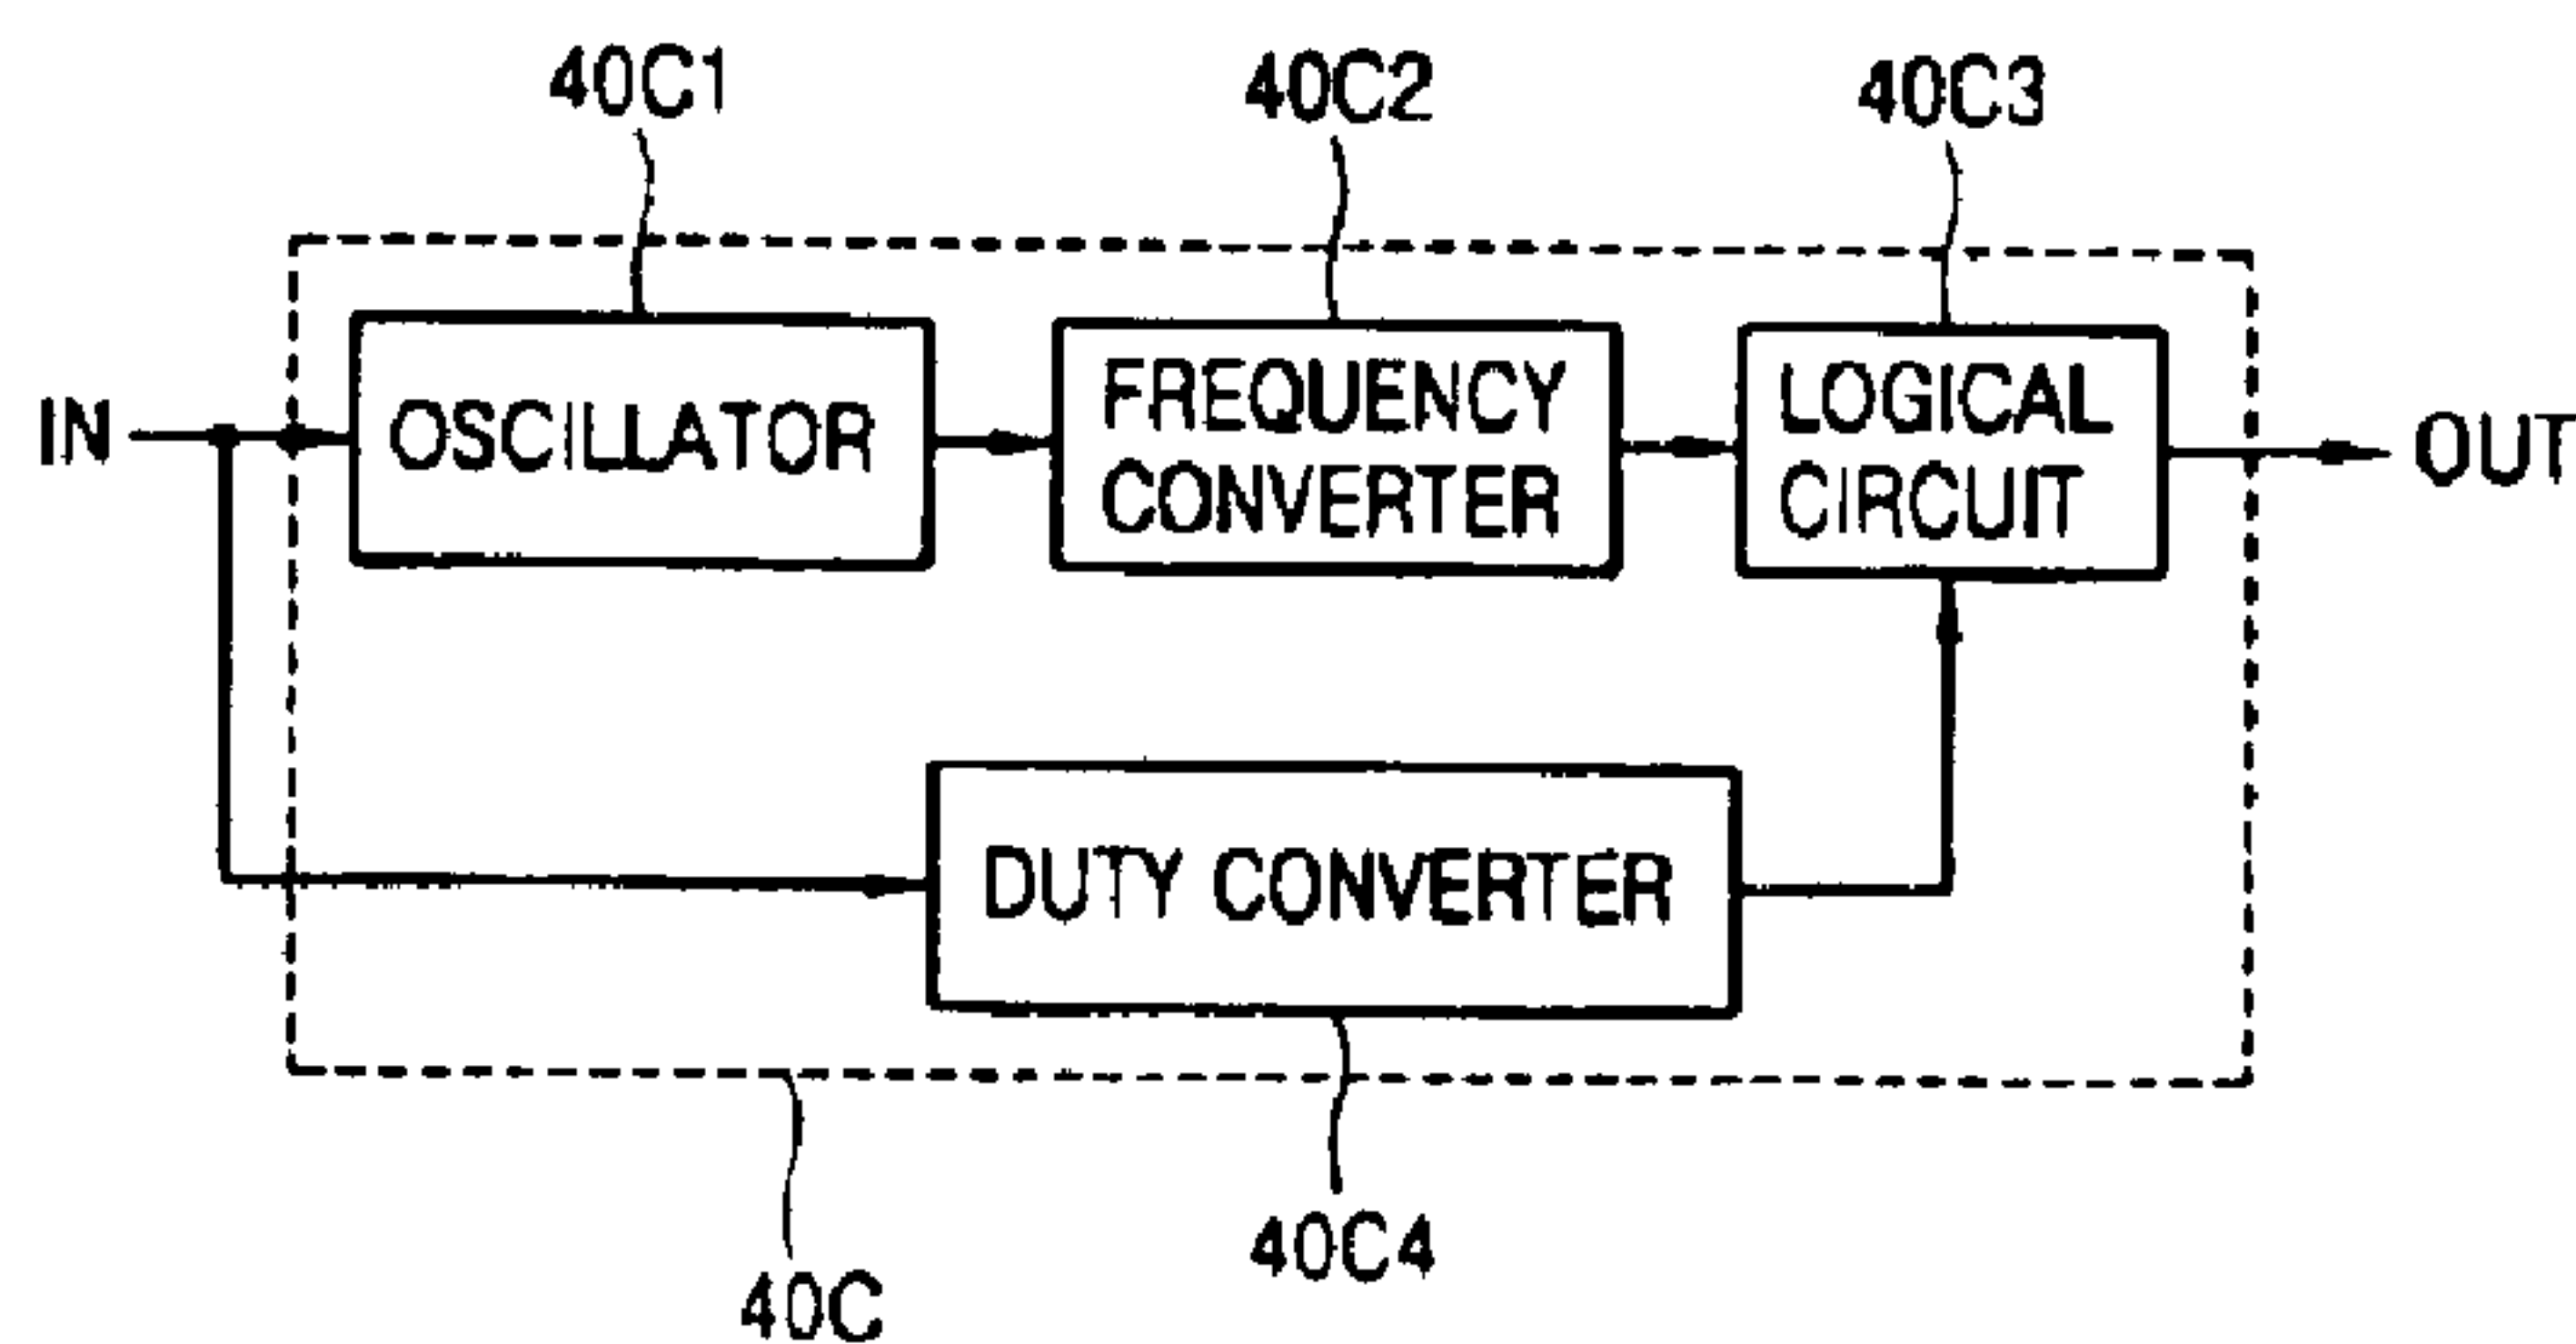 40C1
40C2
40C3
IN
OSCILLATOR
FREQUENCY
CONVERTER
LOGICAL
CIRCUIT
OUT
DUTY CONVERTER
40C4
40C